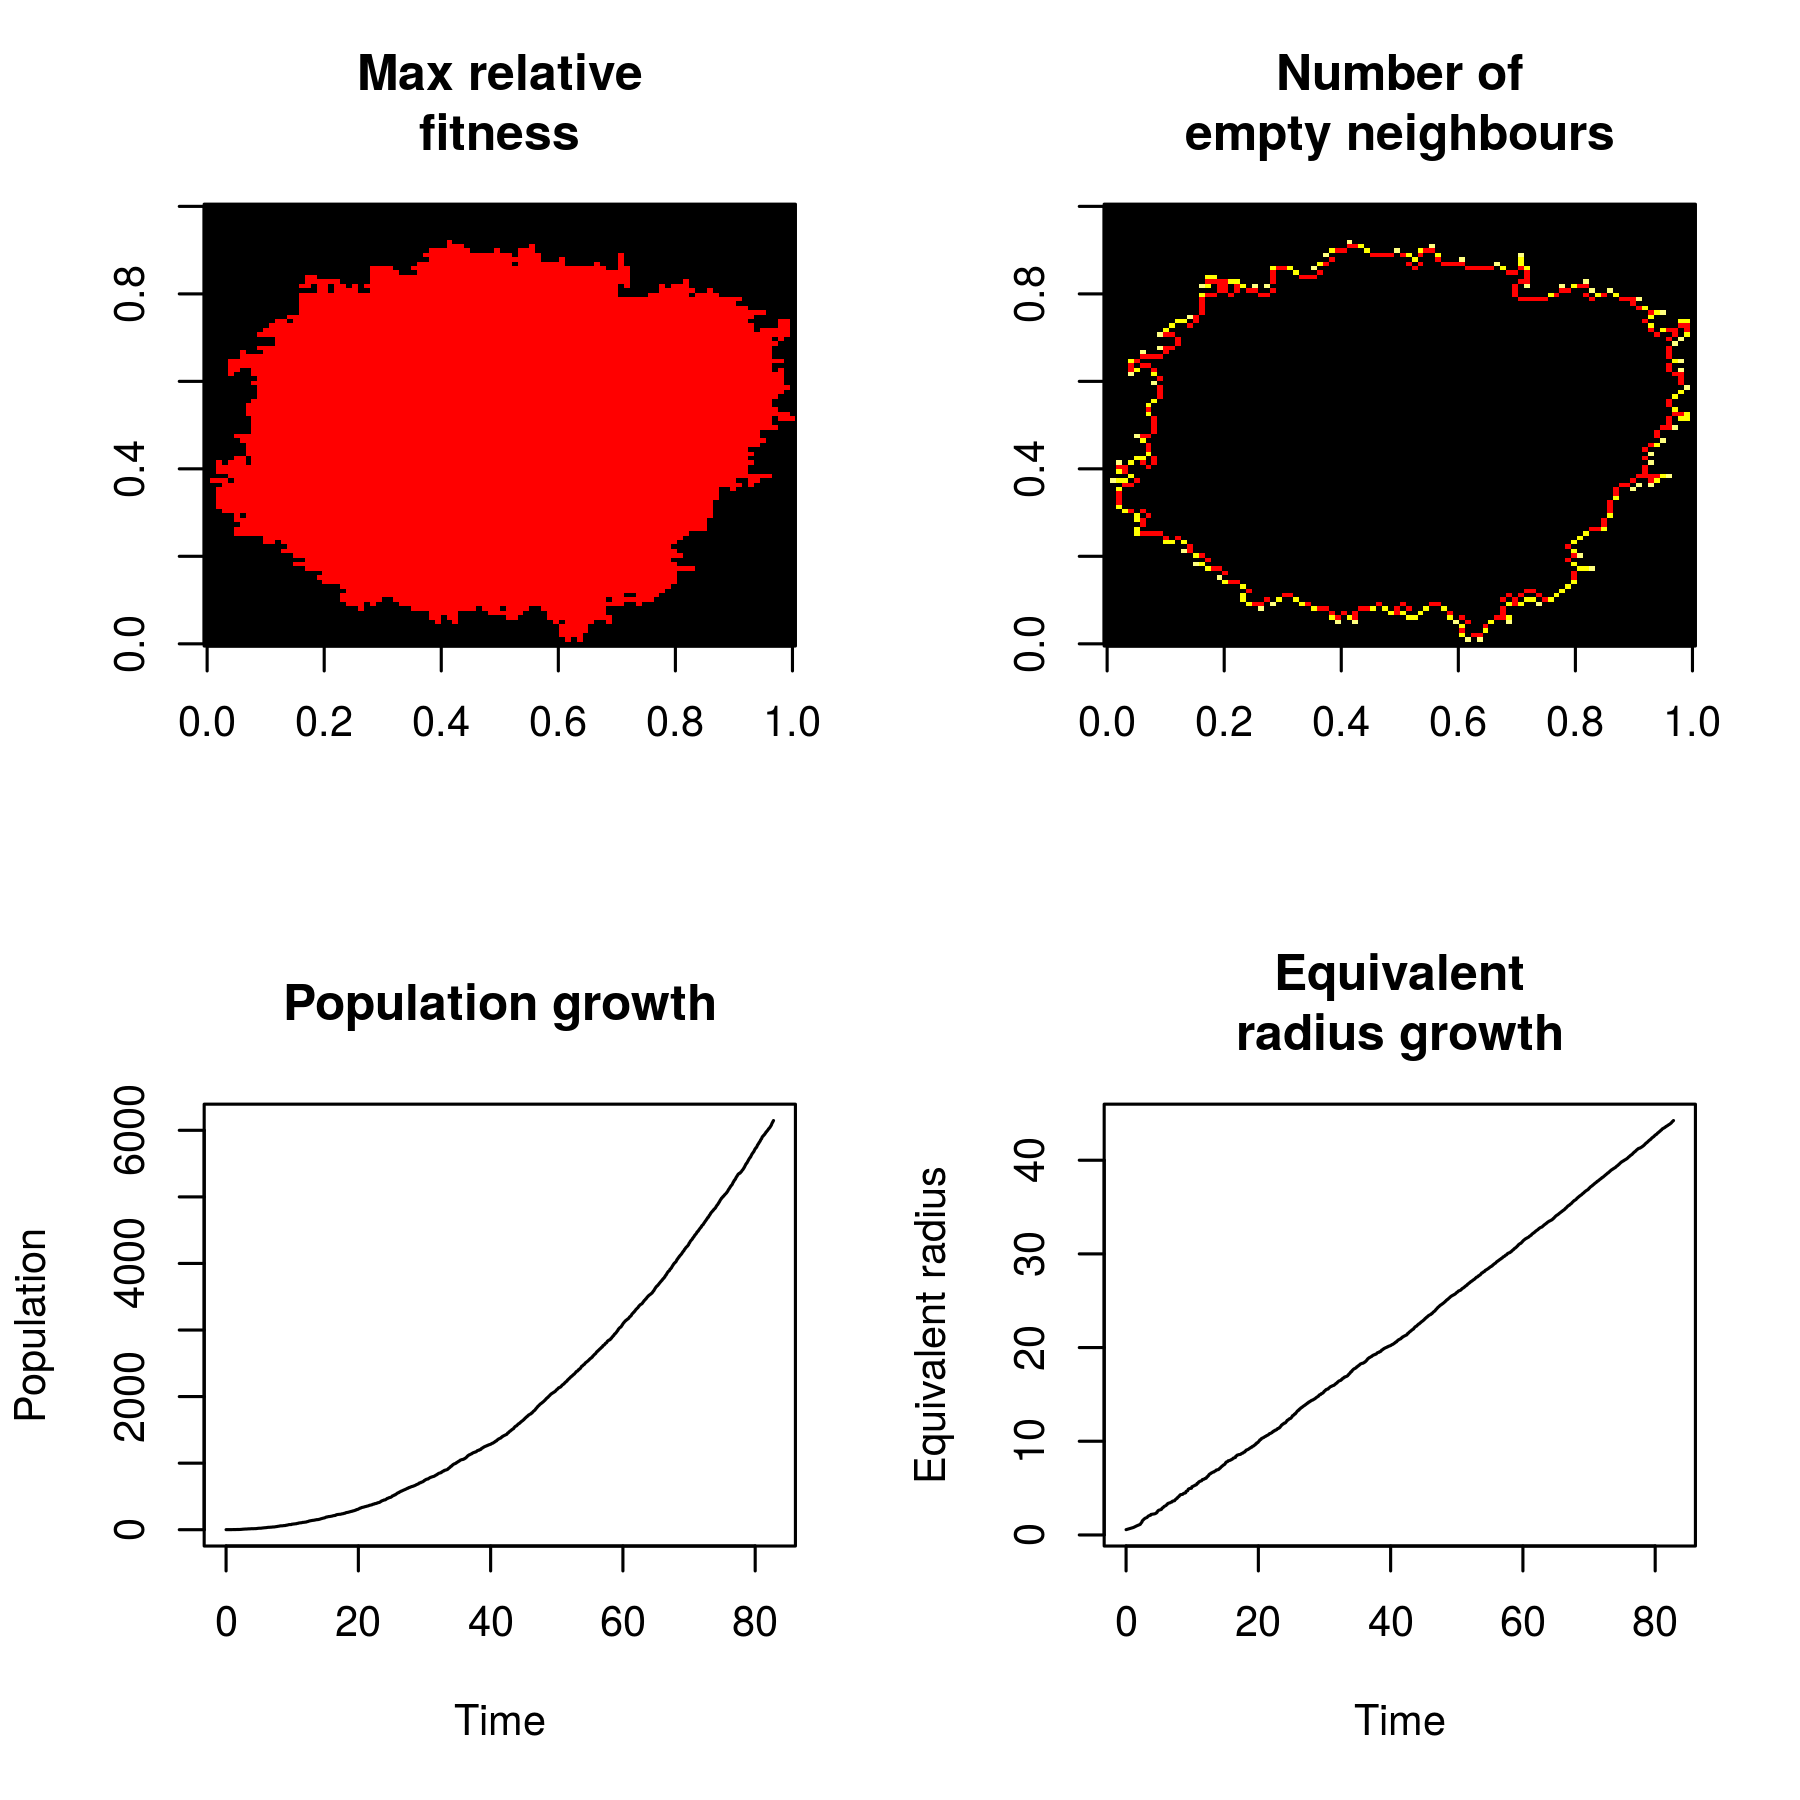 Max relative
fitness
0.0 0.4 0.8
0.0 0.2 0.4 0.6 0.8 1.0
Number of
empty neighbours
0.0 0.4 0.8
0.0 0.2 0.4 0.6 0.8 1.0
Population growth
Population
0 2000 4000 6000
0 20 40 60 80
Time
Equivalent
radius growth
Equivalent radius
0 10 20 30 40
0 20 40 60 80
Time